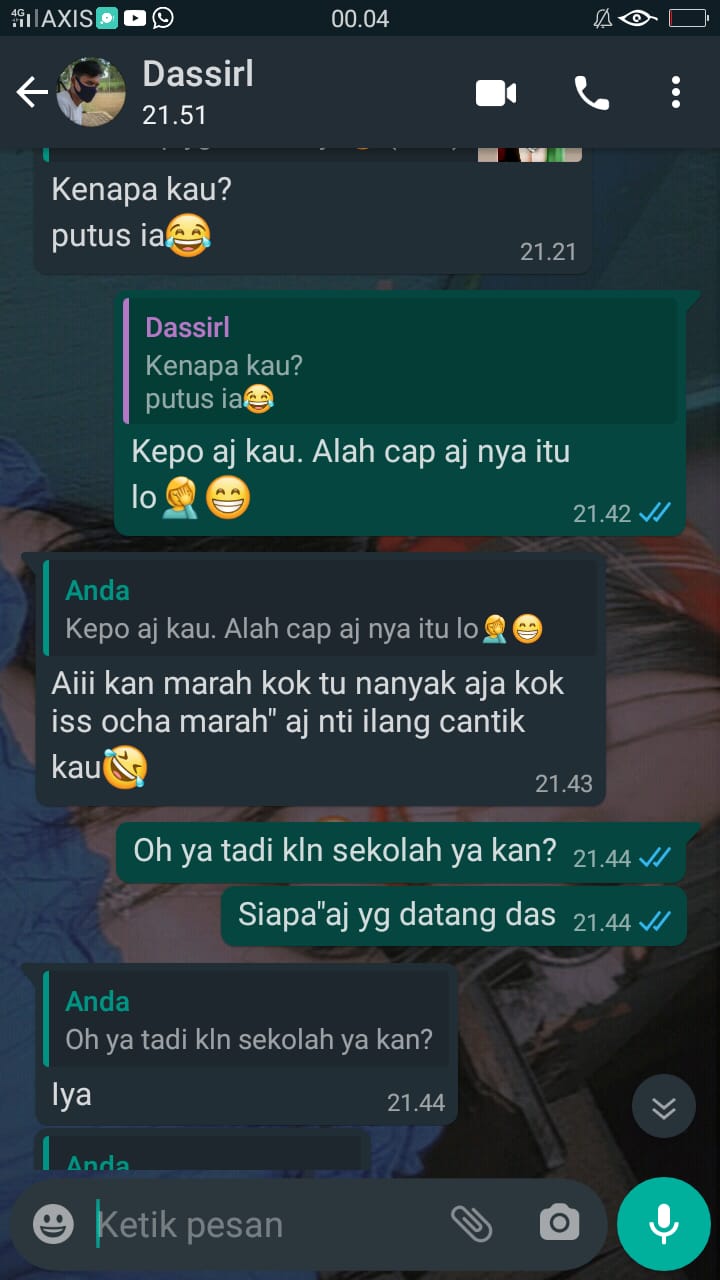 4G AXIS 00.04
Dassirl
21.51
Kenapa kau?
putus ia😂
21.21
Dassirl
Kenapa kau?
putus ia😂
Kepo aj kau. Alah cap aj nya itu
lo🤦😁
21.42
Anda
Kepo aj kau. Alah cap aj nya itu lo🤦😁
Aiii kan marah kok tu nanyak aja kok
iss ocha marah" aj nti ilang cantik
kau🤣
21.43
Oh ya tadi kln sekolah ya kan? 21.44
Siapa"aj yg datang das 21.44
Anda
Oh ya tadi kln sekolah ya kan?
Iya
21.44
Anda
Ketik pesan